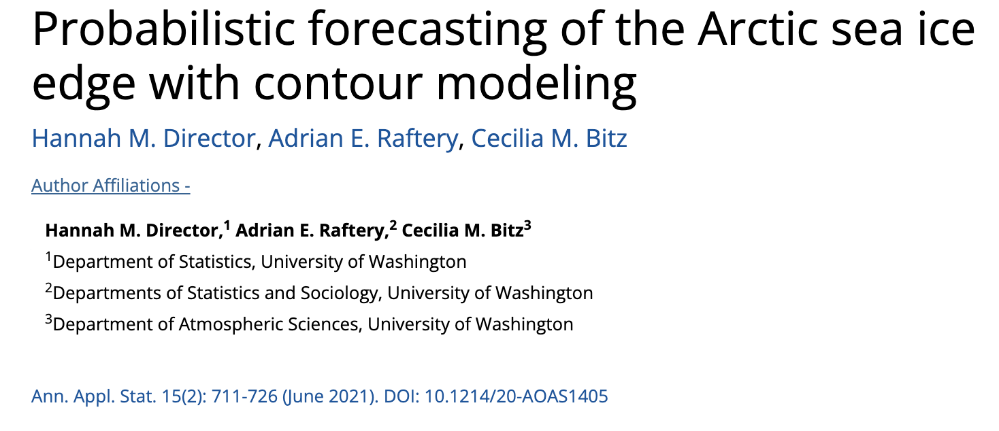 Probabilistic forecasting of the Arctic sea ice
edge with contour modeling
Hannah M. Director, Adrian E. Raftery, Cecilia M. Bitz
Author Affiliations -
Hannah M. Director,¹ Adrian E. Raftery,² Cecilia M. Bitz³
¹Department of Statistics, University of Washington
²Departments of Statistics and Sociology, University of Washington
³Department of Atmospheric Sciences, University of Washington
Ann. Appl. Stat. 15(2): 711-726 (June 2021). DOI: 10.1214/20-AOAS1405